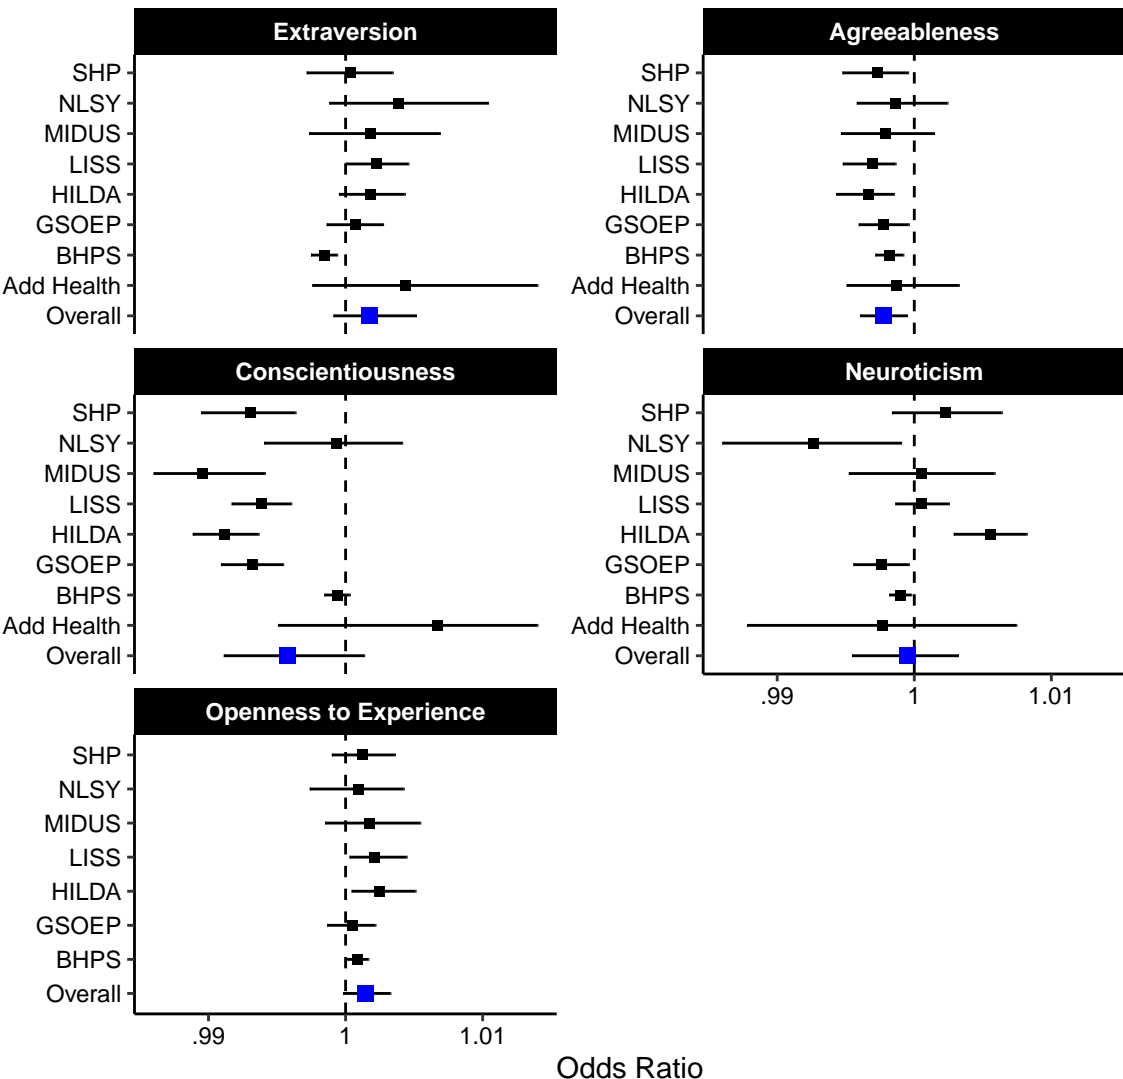 Extraversion
SHP
NLSY
MIDUS
LISS
HILDA
GSOEP
BHPS
Add Health
Overall
Agreeableness
SHP
NLSY
MIDUS
LISS
HILDA
GSOEP
BHPS
Add Health
Overall
Conscientiousness
SHP
NLSY
MIDUS
LISS
HILDA
GSOEP
BHPS
Add Health
Overall
Neuroticism
SHP
NLSY
MIDUS
LISS
HILDA
GSOEP
BHPS
Add Health
Overall
.99 1 1.01
Openness to Experience
SHP
NLSY
MIDUS
LISS
HILDA
GSOEP
BHPS
Overall
.99 1 1.01
Odds Ratio